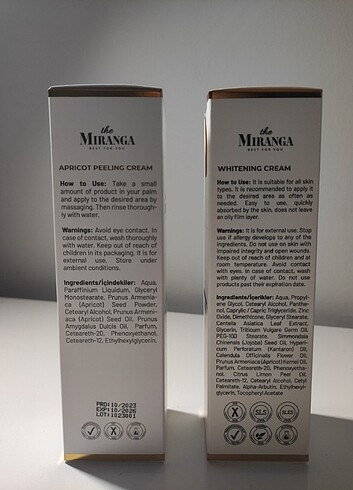 the
MIRANGA
BEST FOR YOU
APRICOT PEELING CREAM
How to Use: Take a small
amount of product in your palm
and apply to the desired area by
massaging. Then rinse thorough-
ly with water.
Warnings: Avoid eye contact. In
case of contact, wash thoroughly
with water. Keep out of reach of
children in its packaging. It is for
external use. Store under
ambient conditions.
Ingredients/İçindekiler: Aqua,
Paraffinum Liquidum, Glyceryl
Monostearate, Prunus Armenia-
ca (Apricot) Seed Powder,
Cetearyl Alcohol, Prunus Armeni-
aca (Apricot) Seed Oil, Prunus
Amygdalus Dulcis Oil, Parfum,
Ceteareth-20, Phenoxyethanol,
Ceteareth-12, Ethylhexylglycerin.
PRD:10/2023
EXP:10/2026
LOT:1023001
the
MIRANGA
BEST FOR YOU
WHITENING CREAM
How to Use: It is suitable for all skin
types. It is recommended to apply it
to the desired area as often as
needed. Easy to use, quickly
absorbed by the skin, does not leave
an oily film layer.
Warnings: It is for external use. Stop
use if allergy develops to any of the
ingredients. Do not use on skin with
impaired integrity and open wounds.
Keep out of reach of children and at
room temperature. Avoid contact
with eyes. In case of contact, wash
with plenty of water. Do not use
products past their expiration date.
Ingredients/İçerikler: Aqua, Propyl-
ene Glycol, Cetearyl Alcohol, Panthe-
nol, Caprylic / Capric Triglyceride, Zinc
Oxide, Dimethicone, Glyceryl Stearate,
Centella Asiatica Leaf Extract,
Glycerin, Triticum Vulgare Germ Oil,
PEG-100 Stearate, Simmondsia
Chinensis (Jojoba) Seed Oil, Hyperi-
cum Perforatum (Kantaron) Oil,
Calendula Officinalis Flower Oil,
Prunus Armeniaca (Apricot) Kernel Oil,
Parfum, Ceteareth-20, Phenoxyetha-
nol, Citrus Limon Peel Oil,
Ceteareth-12, Cetearyl Alcohol, Cetyl
Palmitate, Alpha-Arbutin, Ethylhexyl-
glycerin, Tocopheryl Acetate
SLS